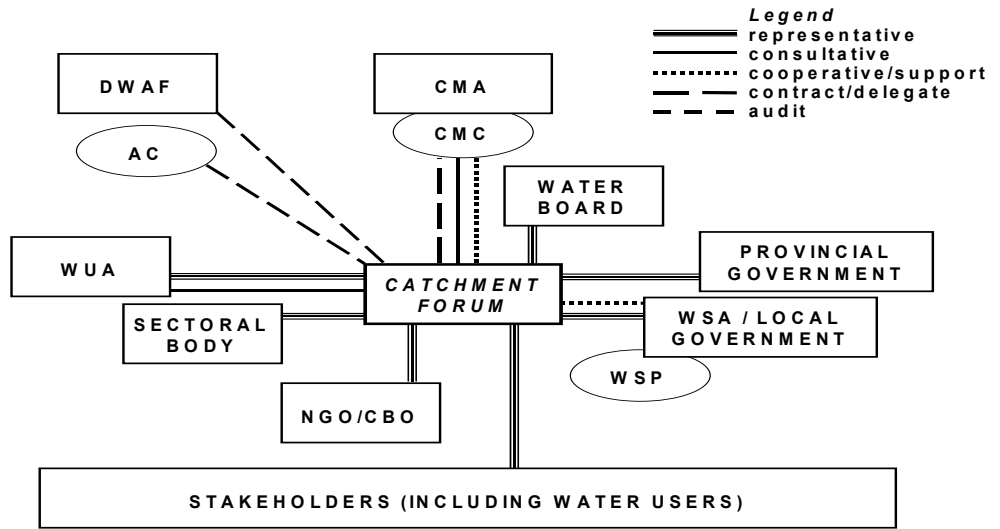 Legend
representative
consultative
cooperative/support
contract/delegate
audit
DWAF
CMA
AC
CMC
WATER
BOARD
WUA
PROVINCIAL
GOVERNMENT
CATCHMENT
FORUM
SECTORAL
BODY
WSA / LOCAL
GOVERNMENT
WSP
NGO/CBO
STAKEHOLDERS (INCLUDING WATER USERS)